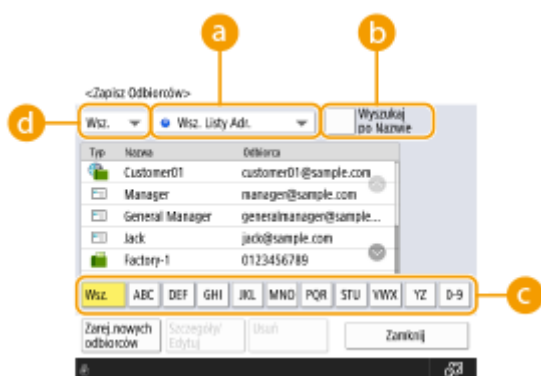 a
b
<Zapisz Odbiorców>
d
Wsz.
Wsz. Listy Adr.
Wyszukaj
po Nazwie
Typ Nazwa Odbiorca
Customer01 customer01@sample.com
Manager manager@sample.com
General Manager generalmanager@sample...
Jack jack@sample.com
Factory-1 0123456789
Wsz. ABC DEF GHI JKL MNO PQR STU VWX YZ 0-9
c
Zarej.nowych
odbiorców
Szczegóły/
Edytuj
Usuń
Zamknij